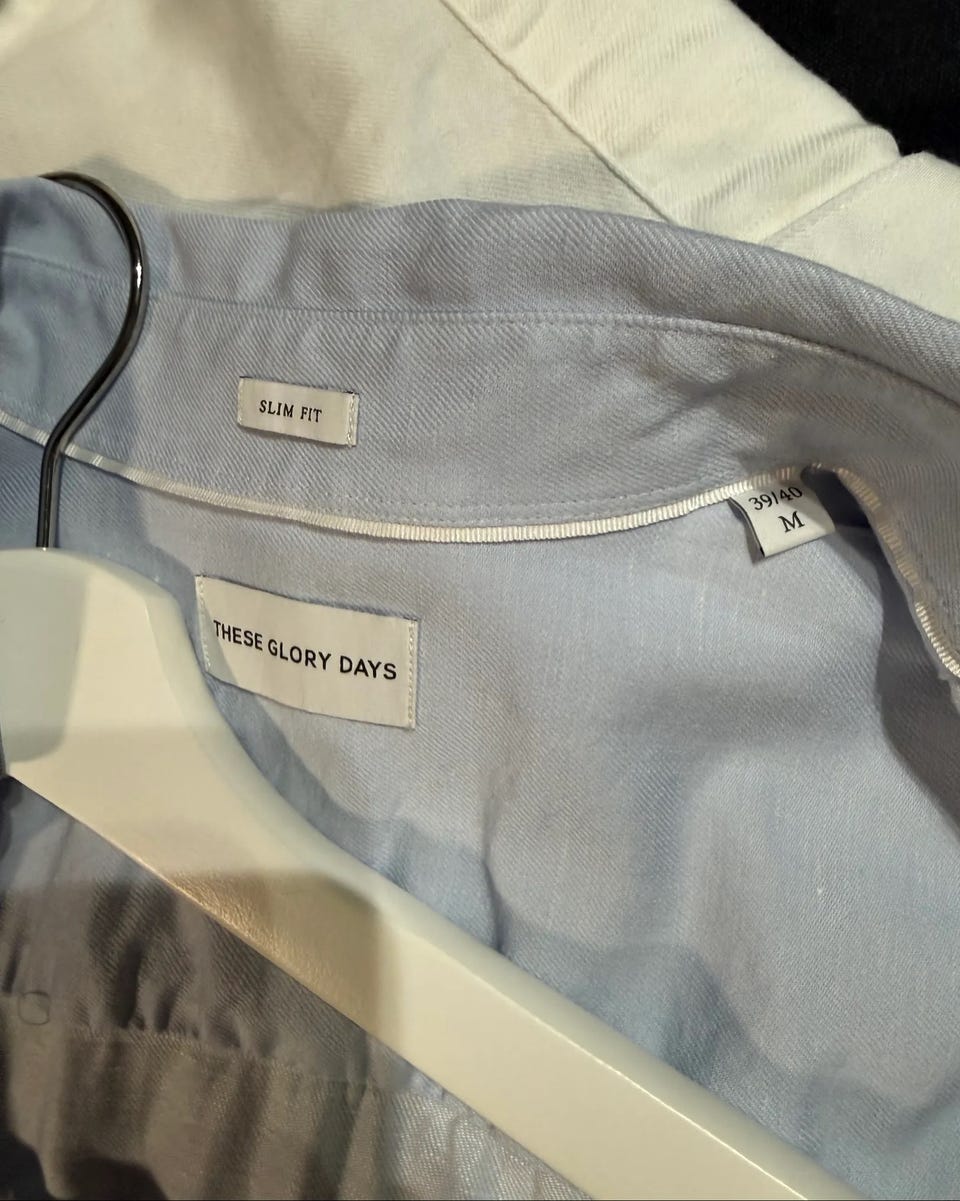 SLIM FIT
39/40
M
THESE GLORY DAYS